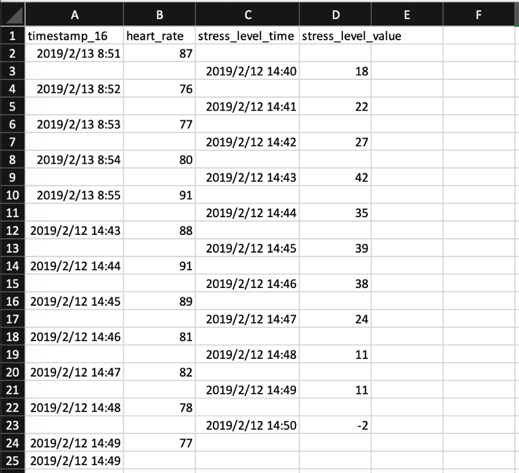 A B C D E F
1 timestamp_16 heart_rate stress_level_time stress_level_value
2 2019/2/13 8:51 87
3 2019/2/12 14:40 18
4 2019/2/13 8:52 76
5 2019/2/12 14:41 22
6 2019/2/13 8:53 77
7 2019/2/12 14:42 27
8 2019/2/13 8:54 80
9 2019/2/12 14:43 42
10 2019/2/13 8:55 91
11 2019/2/12 14:44 35
12 2019/2/12 14:43 88
13 2019/2/12 14:45 39
14 2019/2/12 14:44 91
15 2019/2/12 14:46 38
16 2019/2/12 14:45 89
17 2019/2/12 14:47 24
18 2019/2/12 14:46 81
19 2019/2/12 14:48 11
20 2019/2/12 14:47 82
21 2019/2/12 14:49 11
22 2019/2/12 14:48 78
23 2019/2/12 14:50 -2
24 2019/2/12 14:49 77
25 2019/2/12 14:49